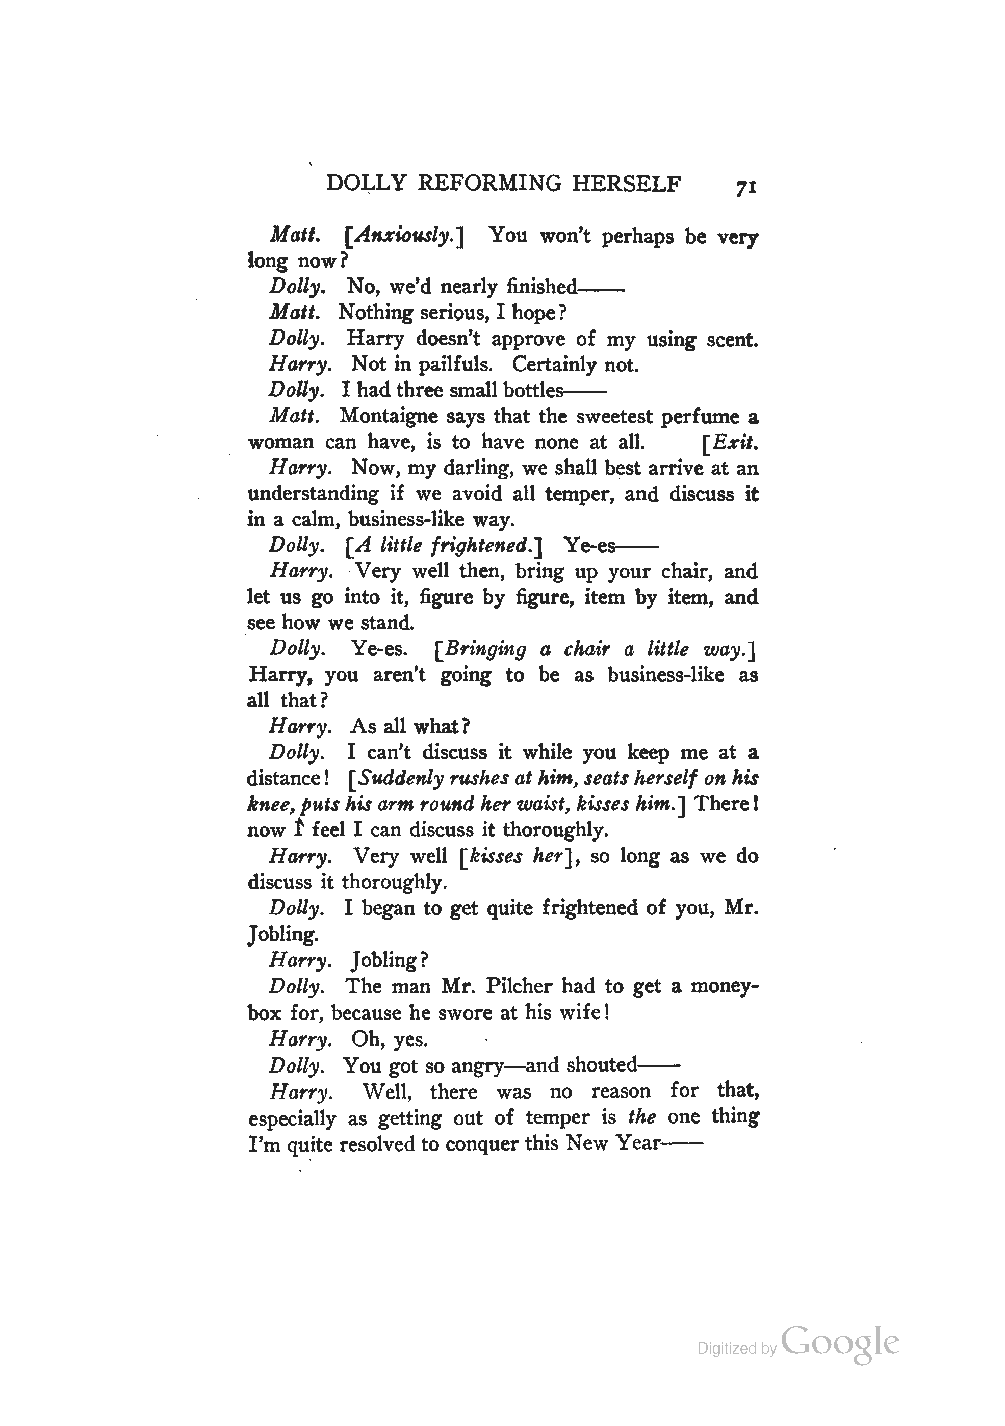 DOLLY REFORMING HERSELF 71
Matt. [Anxiously.] You won't perhaps be very
long now?
Dolly. No, we'd nearly finished——
Matt. Nothing serious, I hope?
Dolly. Harry doesn't approve of my using scent.
Harry. Not in pailfuls. Certainly not.
Dolly. I had three small bottles——
Matt. Montaigne says that the sweetest perfume a
woman can have, is to have none at all. [Exit.
Harry. Now, my darling, we shall best arrive at an
understanding if we avoid all temper, and discuss it
in a calm, business-like way.
Dolly. [A little frightened.] Ye-es——
Harry. Very well then, bring up your chair, and
let us go into it, figure by figure, item by item, and
see how we stand.
Dolly. Ye-es. [Bringing a chair a little way.]
Harry, you aren't going to be as business-like as
all that?
Harry. As all what?
Dolly. I can't discuss it while you keep me at a
distance! [Suddenly rushes at him, seats herself on his
knee, puts his arm round her waist, kisses him.] There!
now I feel I can discuss it thoroughly.
Harry. Very well [kisses her], so long as we do
discuss it thoroughly.
Dolly. I began to get quite frightened of you, Mr.
Jobling.
Harry. Jobling?
Dolly. The man Mr. Pilcher had to get a money-
box for, because he swore at his wife!
Harry. Oh, yes.
Dolly. You got so angry—and shouted——
Harry. Well, there was no reason for that,
especially as getting out of temper is the one thing
I'm quite resolved to conquer this New Year——
Digitized by Google